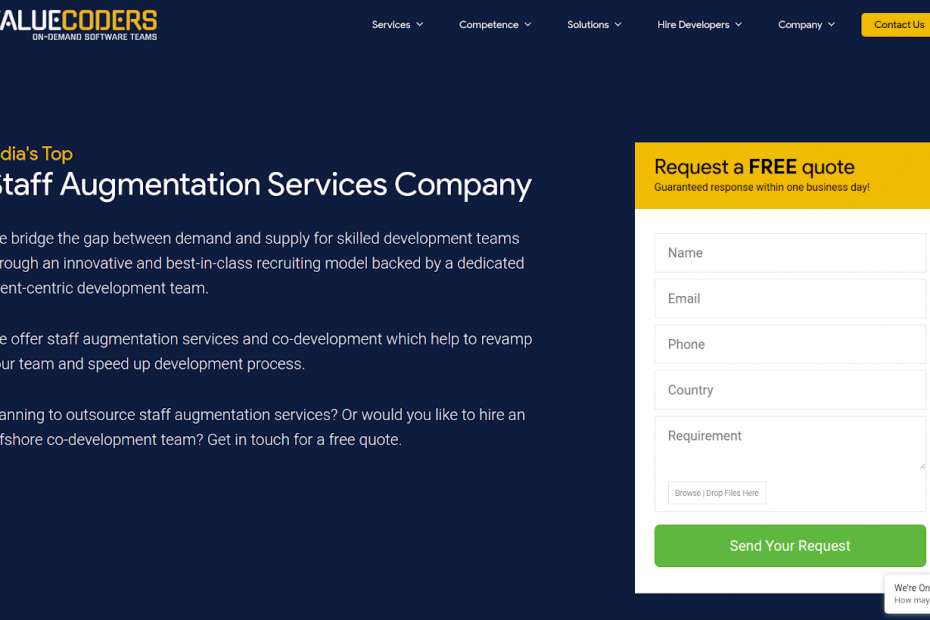 ALUECODERS
ON-DEMAND SOFTWARE TEAMS
Services
Competence
Solutions
Hire Developers
Company
Contact Us
dia's Top
Staff Augmentation Services Company
e bridge the gap between demand and supply for skilled development teams
rough an innovative and best-in-class recruiting model backed by a dedicated
ent-centric development team.
e offer staff augmentation services and co-development which help to revamp
ur team and speed up development process.
anning to outsource staff augmentation services? Or would you like to hire an
fshore co-development team? Get in touch for a free quote.
Request a FREE quote
Guaranteed response within one business day!
Name
Email
Phone
Country
Requirement
Browse | Drop Files Here
Send Your Request
We're On
How may